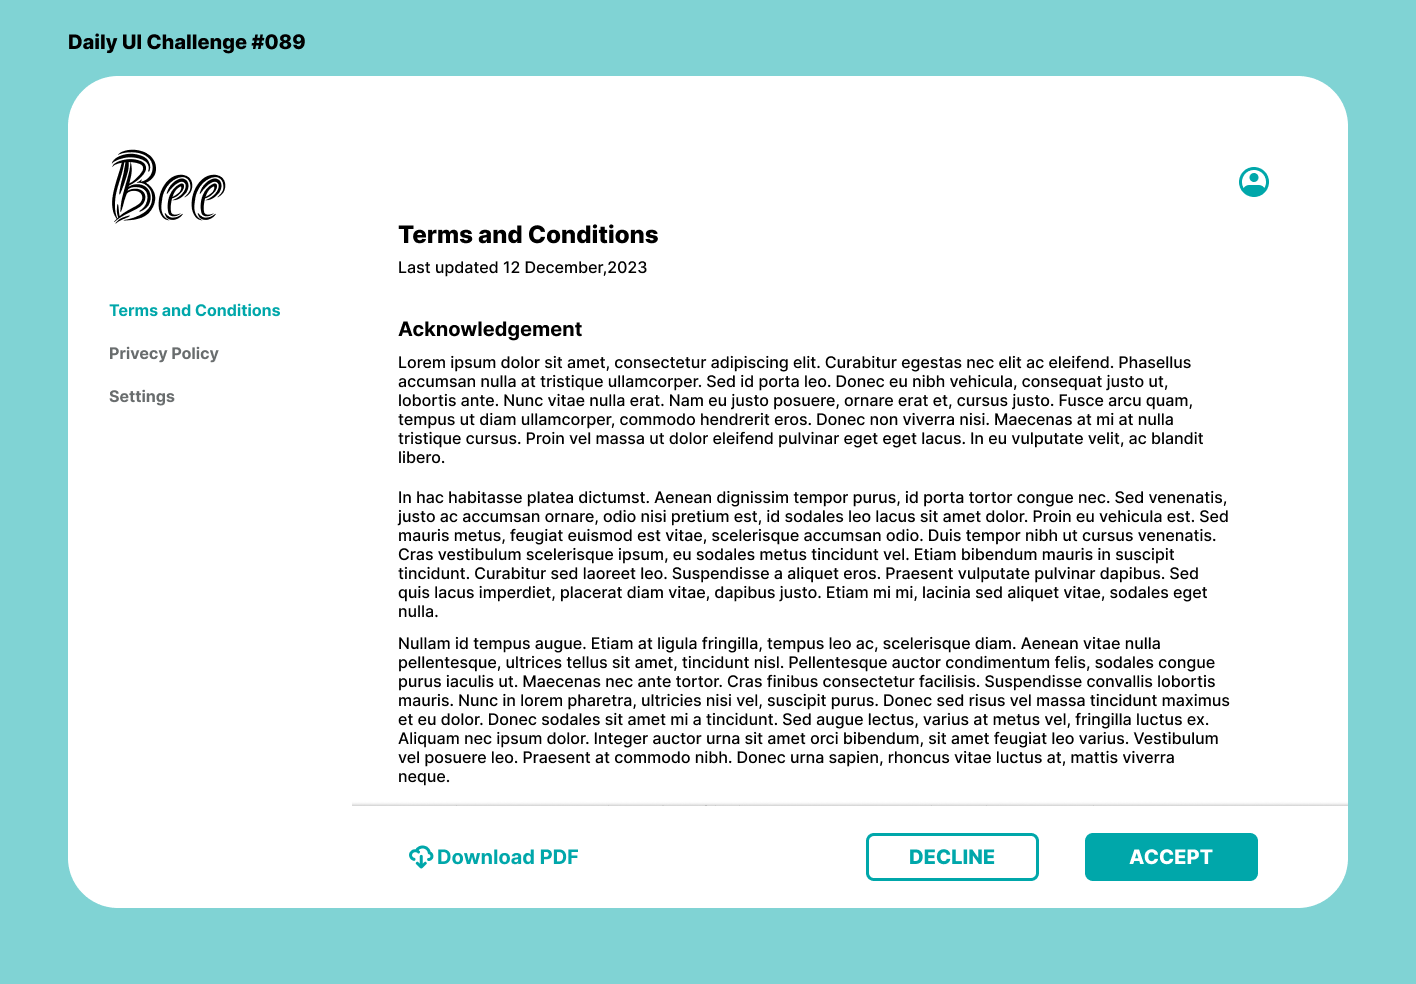 Daily UI Challenge #089
Bee
Terms and Conditions
Privecy Policy
Settings
Terms and Conditions
Last updated 12 December,2023
Acknowledgement
Lorem ipsum dolor sit amet, consectetur adipiscing elit. Curabitur egestas nec elit ac eleifend. Phasellus
accumsan nulla at tristique ullamcorper. Sed id porta leo. Donec eu nibh vehicula, consequat justo ut,
lobortis ante. Nunc vitae nulla erat. Nam eu justo posuere, ornare erat et, cursus justo. Fusce arcu quam,
tempus ut diam ullamcorper, commodo hendrerit eros. Donec non viverra nisi. Maecenas at mi at nulla
tristique cursus. Proin vel massa ut dolor eleifend pulvinar eget eget lacus. In eu vulputate velit, ac blandit
libero.
In hac habitasse platea dictumst. Aenean dignissim tempor purus, id porta tortor congue nec. Sed venenatis,
justo ac accumsan ornare, odio nisi pretium est, id sodales leo lacus sit amet dolor. Proin eu vehicula est. Sed
mauris metus, feugiat euismod est vitae, scelerisque accumsan odio. Duis tempor nibh ut cursus venenatis.
Cras vestibulum scelerisque ipsum, eu sodales metus tincidunt vel. Etiam bibendum mauris in suscipit
tincidunt. Curabitur sed laoreet leo. Suspendisse a aliquet eros. Praesent vulputate pulvinar dapibus. Sed
quis lacus imperdiet, placerat diam vitae, dapibus justo. Etiam mi mi, lacinia sed aliquet vitae, sodales eget
nulla.
Nullam id tempus augue. Etiam at ligula fringilla, tempus leo ac, scelerisque diam. Aenean vitae nulla
pellentesque, ultrices tellus sit amet, tincidunt nisl. Pellentesque auctor condimentum felis, sodales congue
purus iaculis ut. Maecenas nec ante tortor. Cras finibus consectetur facilisis. Suspendisse convallis lobortis
mauris. Nunc in lorem pharetra, ultricies nisi vel, suscipit purus. Donec sed risus vel massa tincidunt maximus
et eu dolor. Donec sodales sit amet mi a tincidunt. Sed augue lectus, varius at metus vel, fringilla luctus ex.
Aliquam nec ipsum dolor. Integer auctor urna sit amet orci bibendum, sit amet feugiat leo varius. Vestibulum
vel posuere leo. Praesent at commodo nibh. Donec urna sapien, rhoncus vitae luctus at, mattis viverra
neque.
Download PDF
DECLINE
ACCEPT